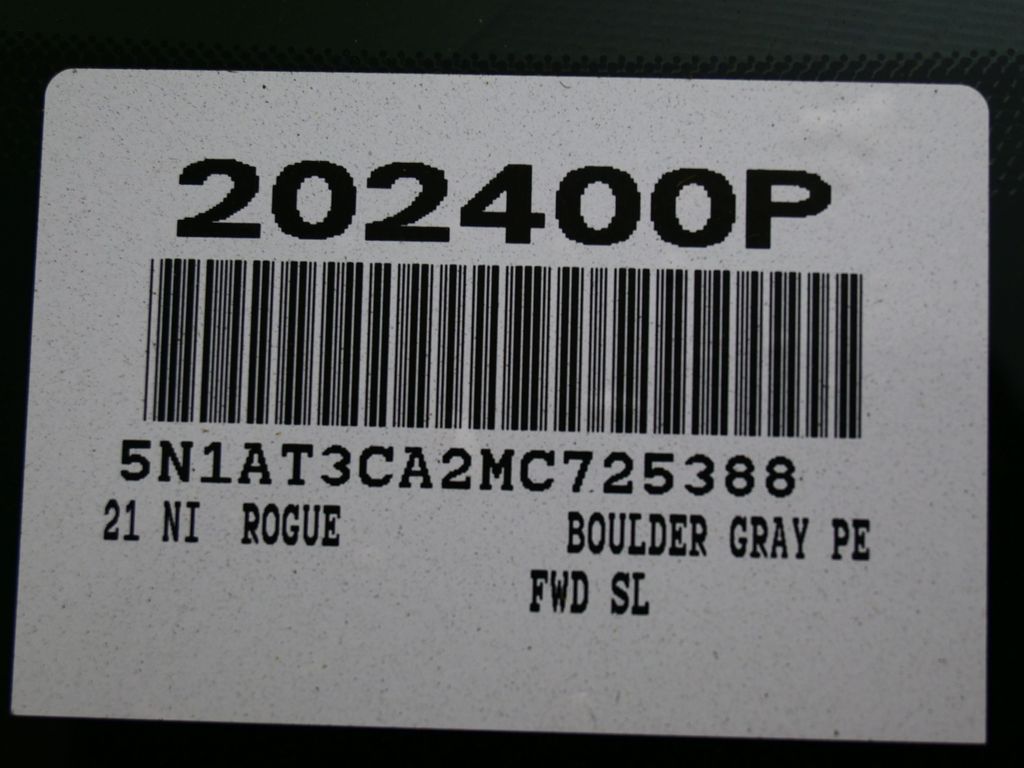 202400P
5N1AT3CA2MC725388
21 NI ROGUE BOULDER GRAY PE
FWD SL